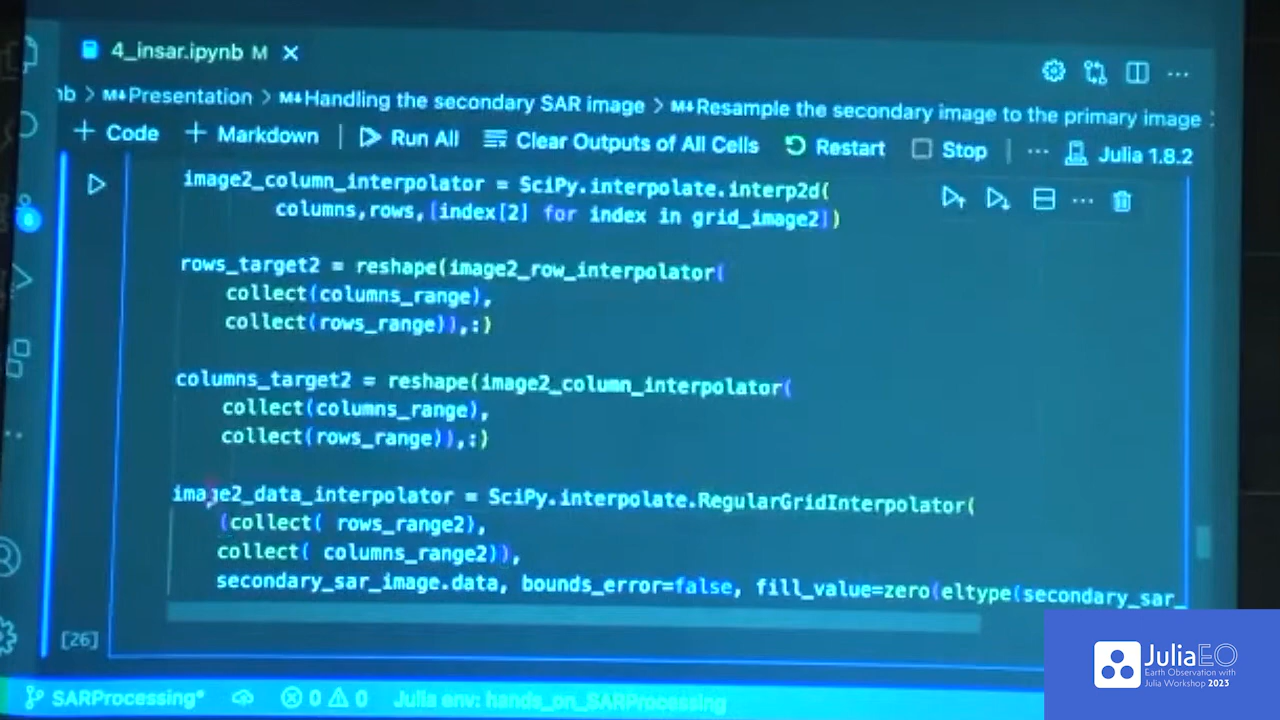 4_insar.ipynb M
nb > M↓Presentation > M↓Handling the secondary SAR image > M↓Resample the secondary image to the primary image
+ Code + Markdown | Run All Clear Outputs of All Cells Restart Stop | ... Julia 1.8.2
image2_column_interpolator = SciPy.interpolate.interp2d(
columns,rows,[index[2] for index in grid_image2])
rows_target2 = reshape(image2_row_interpolator(
collect(columns_range),
collect(rows_range)),:)
columns_target2 = reshape(image2_column_interpolator(
collect(columns_range),
collect(rows_range)),:)
image2_data_interpolator = SciPy.interpolate.RegularGridInterpolator(
(collect( rows_range2),
collect( columns_range2)),
secondary_sar_image.data, bounds_error=false, fill_value=zero(eltype(secondary_sar_
[26]
SARProcessing* 0 0 Julia env: hands_on_SARProcessing
JuliaEO
Earth Observation with
Julia Workshop 2023